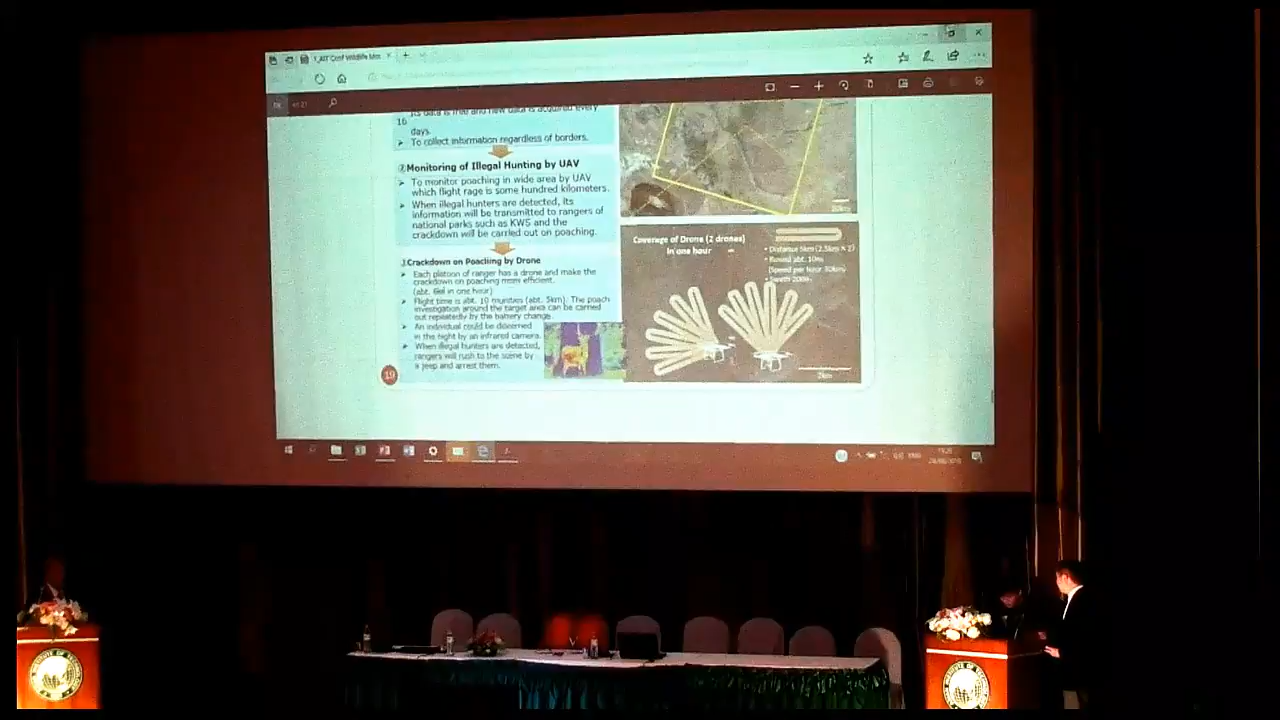 its data is free and new data is acquired every
16
days.
➤ To collect information regardless of borders.
②Monitoring of Illegal Hunting by UAV
➤ To monitor poaching in wide area by UAV
which flight rage is some hundred kilometers.
➤ When illegal hunters are detected, its
information will be transmitted to rangers of
national parks such as KWS and the
crackdown will be carried out on poaching.
Crackdown on Poaching by Drone
➤ Each platoon of ranger has a drone and make the
crackdown on poaching more efficient.
in one hour)
➤ Flight time is abt. 10 (abt. 5km). The poach
investigation around the target area can be carried
out repeatedly by the battery change.
➤ An individual could be
in the night by an infrared camera.
➤ When illegal hunters are detected,
rangers will rush to the scene by
a jeep and arrest them.
19
Coverage of Drone (2 drones)
in one hour
• Distance 5km (2.5km × 2)
• Round abt. 10m
(Speed per hour 30km)
2km